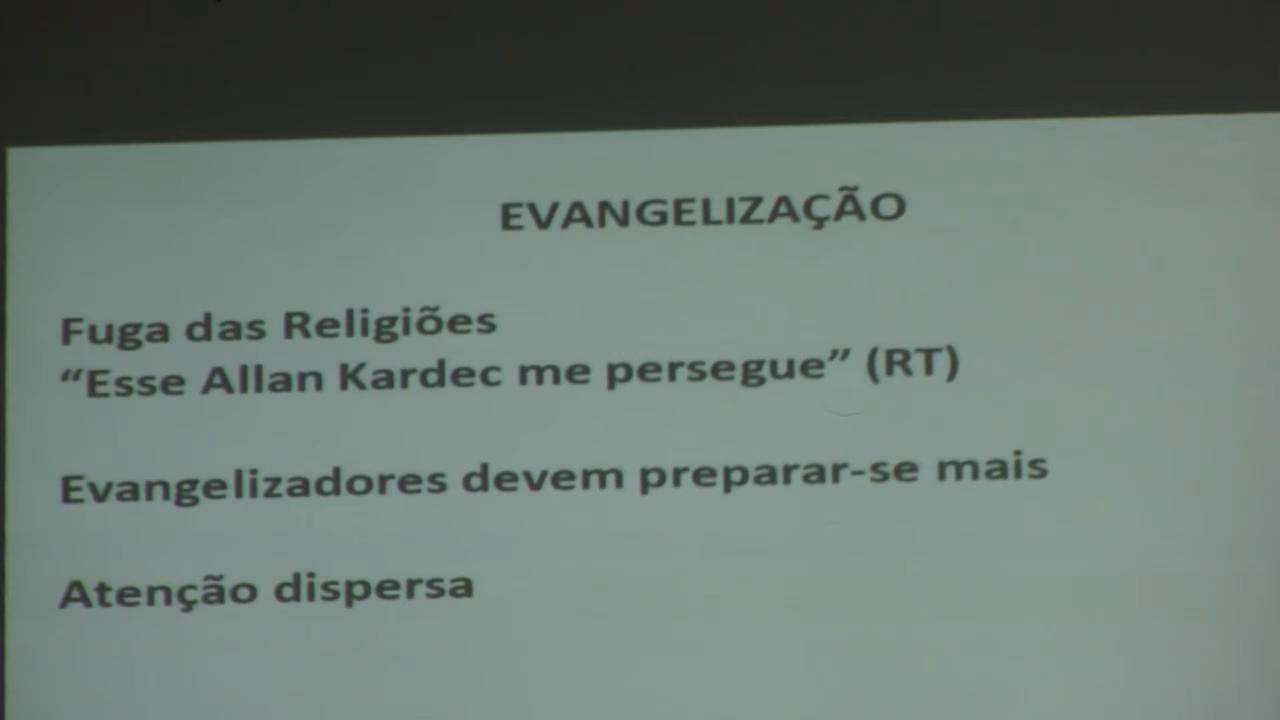 EVANGELIZAÇÃO
Fuga das Religiões
“Esse Allan Kardec me persegue” (RT)
Evangelizadores devem preparar-se mais
Atenção dispersa